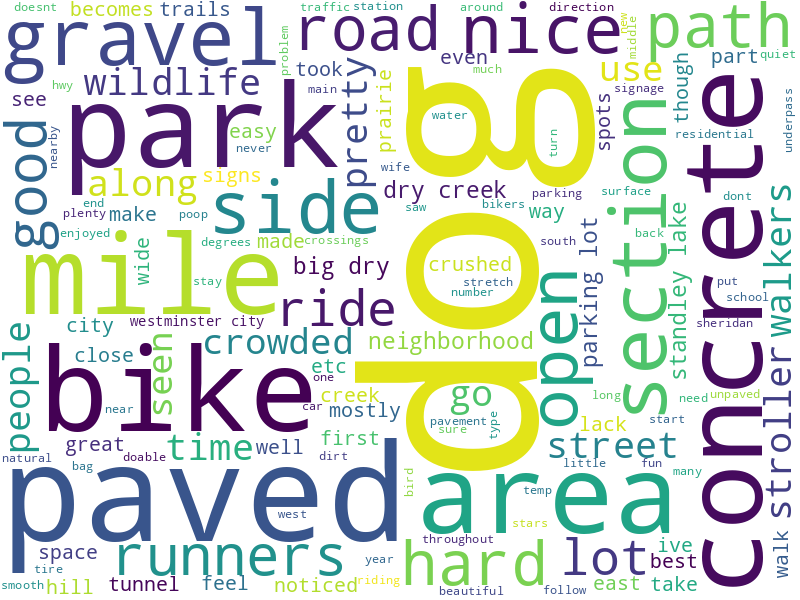 doesnt
becomes
trails
traffic
station
around
direction
new
middle
path
gravel
road
nice
problem
hwy
wildlife
took
even
main
much
use
signage
though
part
quiet
see
park
pretty
prairie
dog
spots
underpass
good
nearby
easy
never
water
turn
section
residential
concrete
along
signs
wife
dry creek
parking
surface
dont
end
plenty
make
poop
side
saw
bikers
way
walkers
enjoyed
wide
degrees
made
crossings
south
back
mile
stay
big dry
crushed
open
parking lot
standley lake
stretch
number
put
school
city
westminster city
ride
sheridan
people
close
seen
crowded
neighborhood
bike
etc
one
go
long
need
unpaved
near
car
creek
mostly
pavement
sure
type
lack
start
stroller
great
time
well
first
street
natural
bag
doable
dirt
little
fun
many
paved
west
bird
area
temp
stars
walk
space
runners
throughout
hard
lot
ive
best
year
smooth
tire
hill
tunnel
feel
noticed
riding
beautiful
follow
east
take